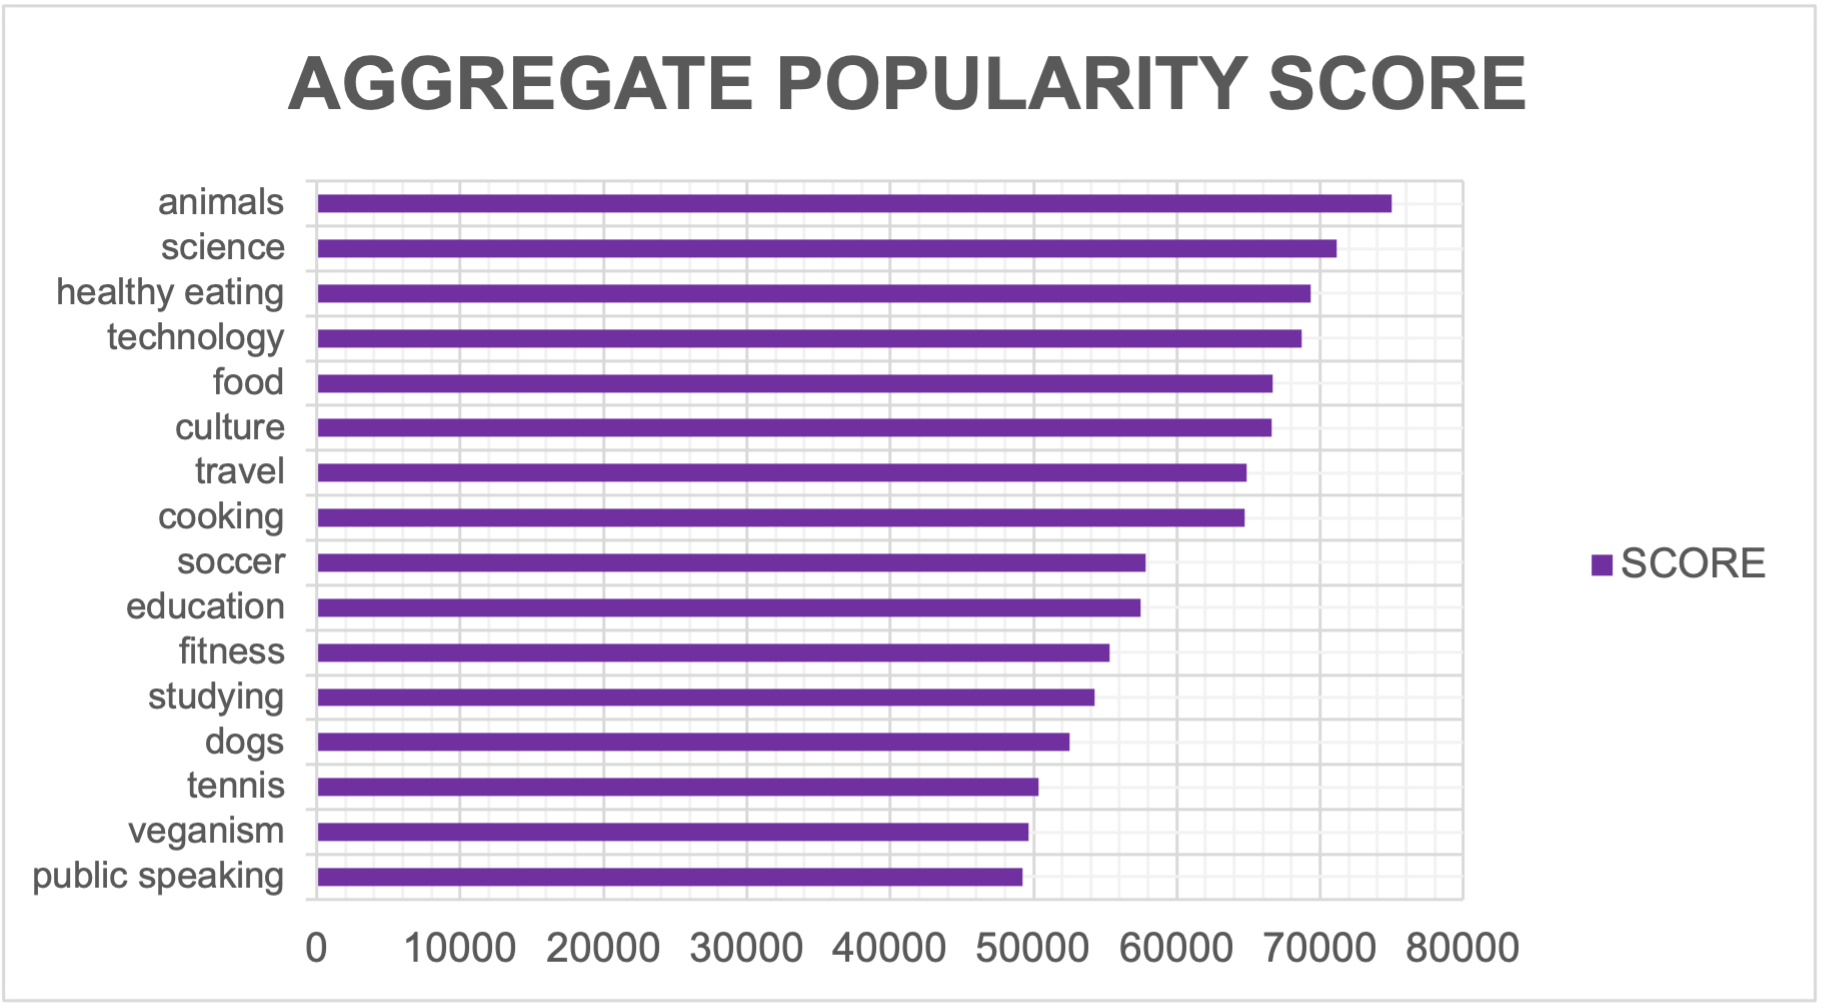 AGGREGATE POPULARITY SCORE
animals
science
healthy eating
technology
food
culture
travel
cooking
soccer
education
fitness
studying
dogs
tennis
veganism
public speaking
SCORE
0 10000 20000 30000 40000 50000 60000 70000 80000